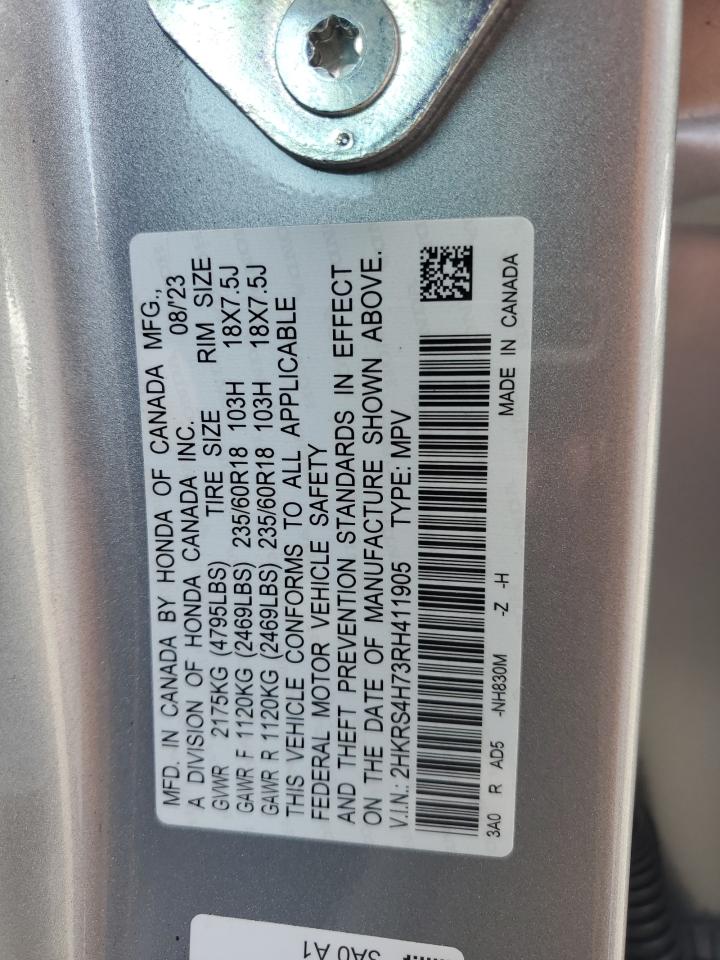 MFD. IN CANADA BY HONDA OF CANADA MFG.,
A DIVISION OF HONDA CANADA INC. 08/'23
GVWR 2175KG (4795LBS) TIRE SIZE RIM SIZE
GAWR F 1120KG (2469LBS) 235/60R18 103H 18X7.5J
GAWR R 1120KG (2469LBS) 235/60R18 103H 18X7.5J
THIS VEHICLE CONFORMS TO ALL APPLICABLE
FEDERAL MOTOR VEHICLE SAFETY
AND THEFT PREVENTION STANDARDS IN EFFECT
ON THE DATE OF MANUFACTURE SHOWN ABOVE.
V.I.N.: 2HKRS4H73RH411905 TYPE: MPV
3A0 R AD5 -NH830M -Z -H MADE IN CANADA
3A0 A1